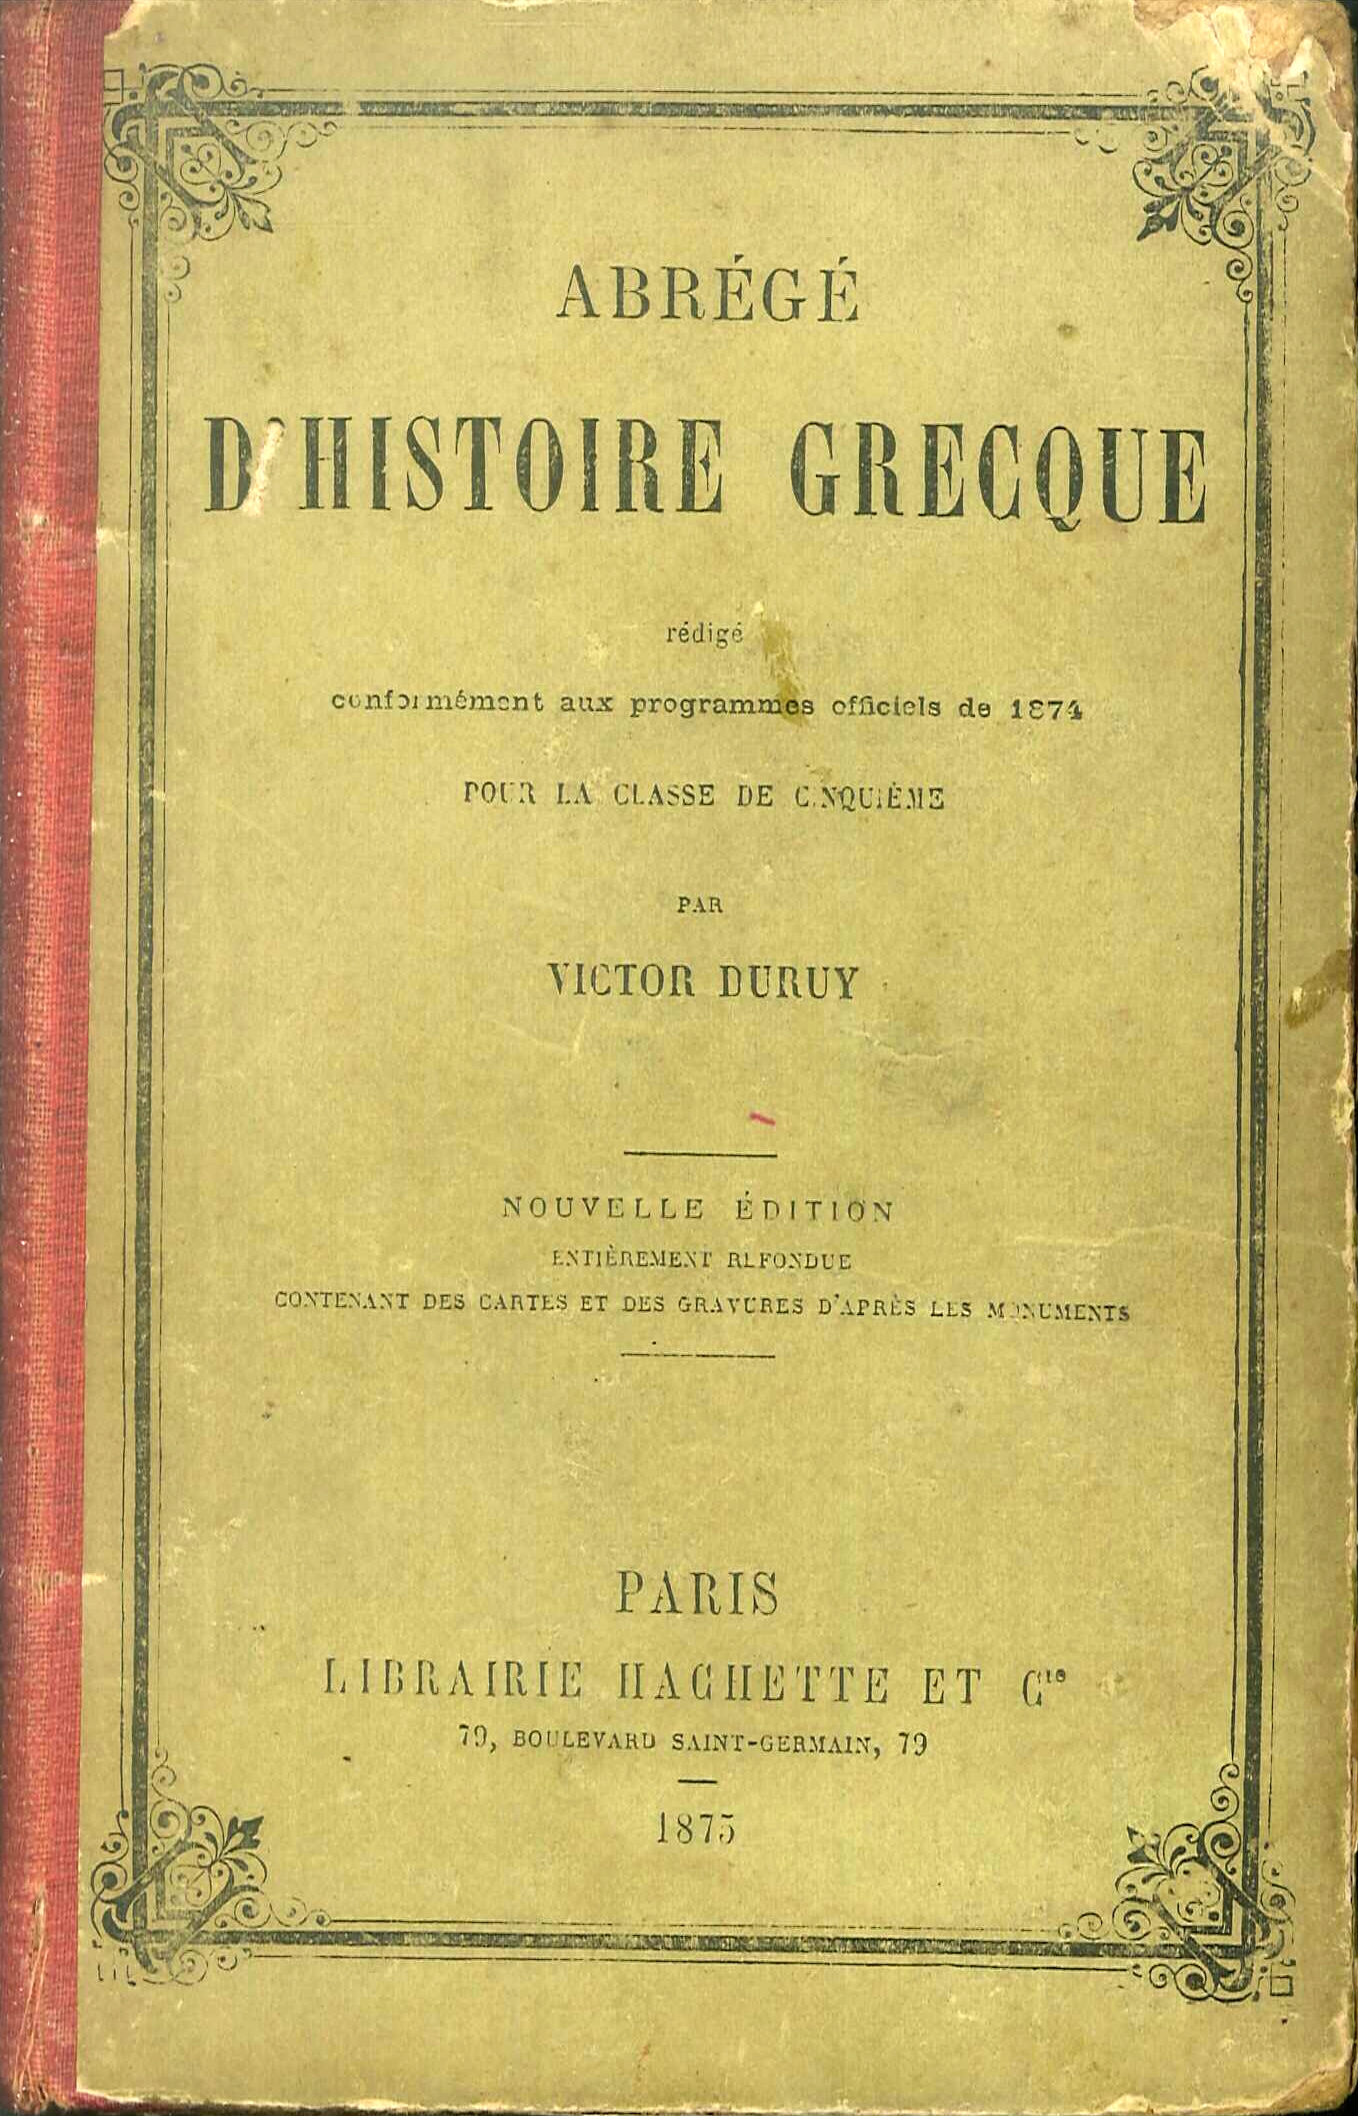 ABRÉGÉ
D'HISTOIRE GRECQUE
rédigé
conformément aux programmes officiels de 1874
POUR LA CLASSE DE CINQUIÈME
PAR
VICTOR DURUY
NOUVELLE ÉDITION
ENTIÈREMENT REFONDUE
CONTENANT DES CARTES ET DES GRAVURES D'APRÈS LES MONUMENTS
PARIS
LIBRAIRIE HACHETTE ET Cie
79, BOULEVARD SAINT-GERMAIN, 79
1875